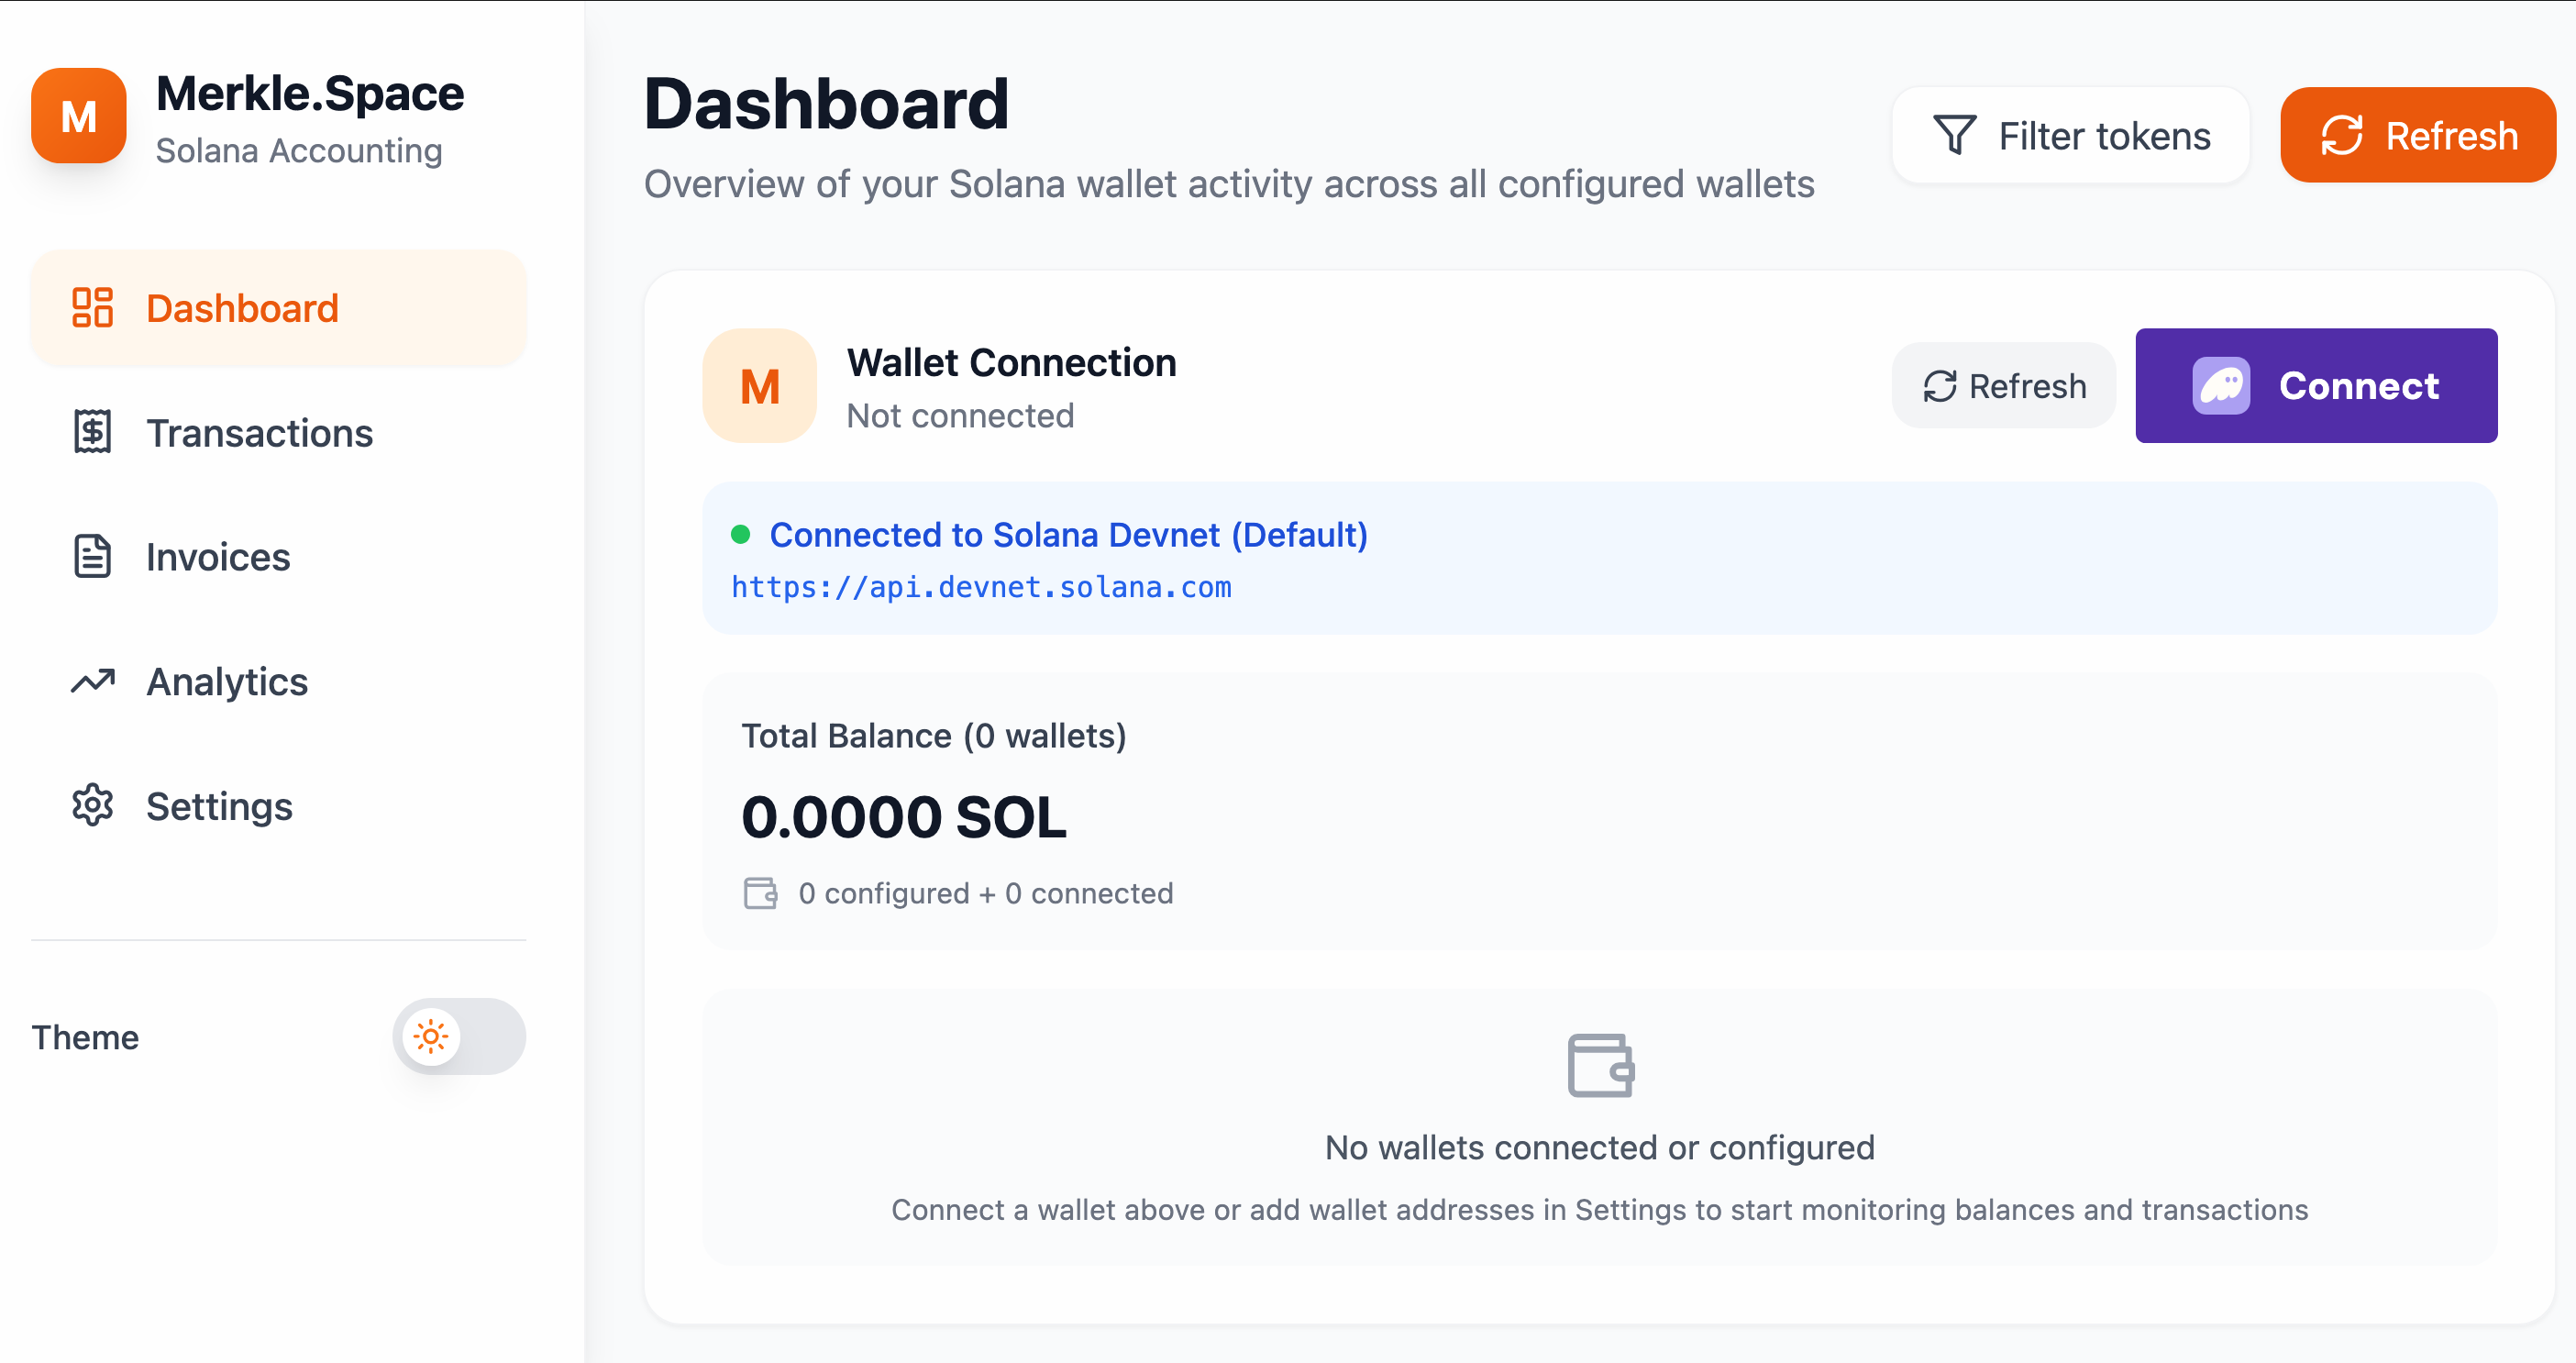 M
Merkle.Space
Solana Accounting
Dashboard
Transactions
Invoices
Analytics
Settings
Theme
Dashboard
Overview of your Solana wallet activity across all configured wallets
Filter tokens
Refresh
M
Wallet Connection
Not connected
Refresh
Connect
Connected to Solana Devnet (Default)
https://api.devnet.solana.com
Total Balance (0 wallets)
0.0000 SOL
0 configured + 0 connected
No wallets connected or configured
Connect a wallet above or add wallet addresses in Settings to start monitoring balances and transactions